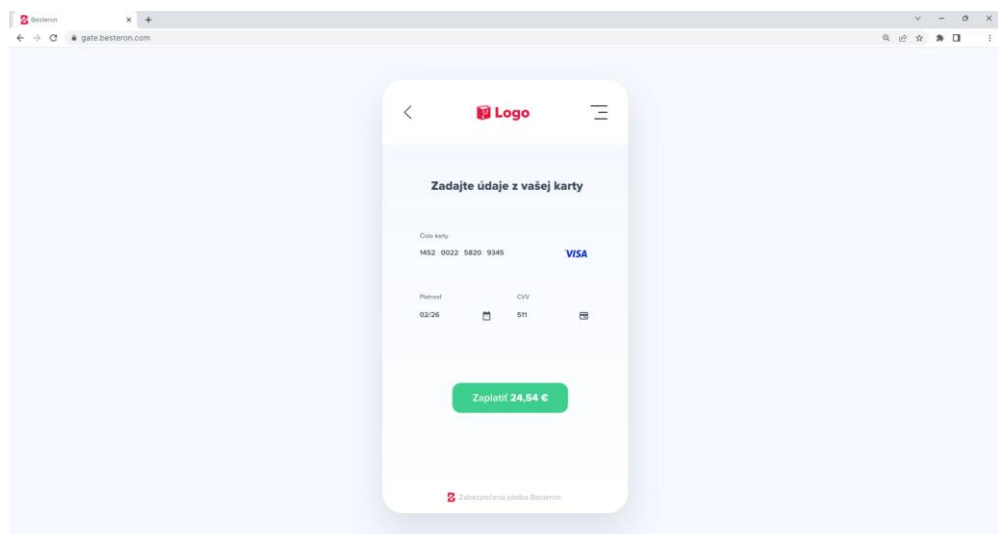 Besteron
gate.besteron.com
Logo
Zadajte údaje z vašej karty
Číslo karty
1452 0022 5820 9345
VISA
Platnosť CVV
02/26 511
Zaplatiť 24,54 €
Zabezpečená platba Besteron